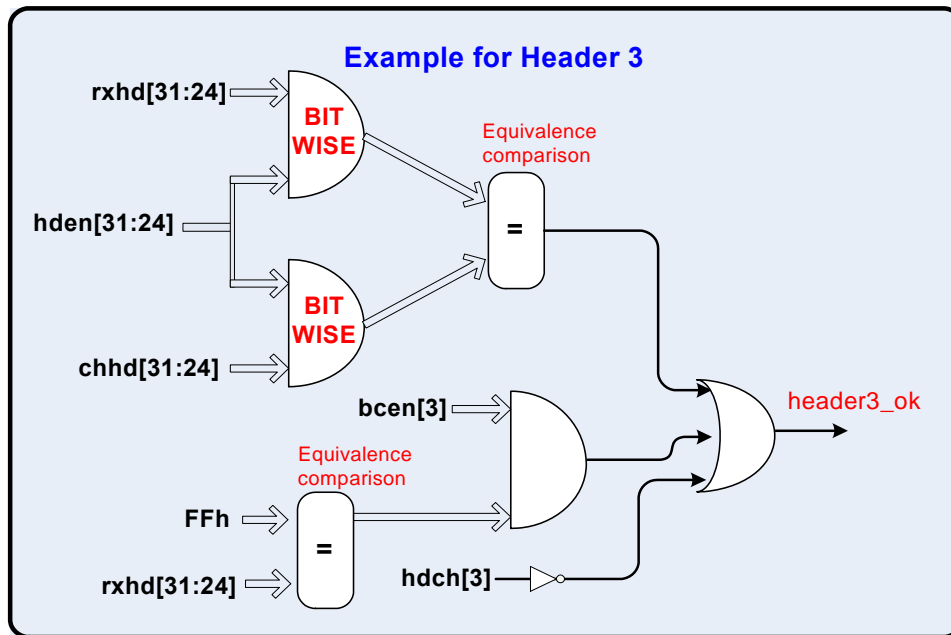 Example for Header 3
rxhd[31:24]
BIT
WISE
Equivalence
comparison
hden[31:24]
=
BIT
WISE
chhd[31:24]
bcen[3]
header3_ok
Equivalence
comparison
FFh
=
rxhd[31:24]
hdch[3]